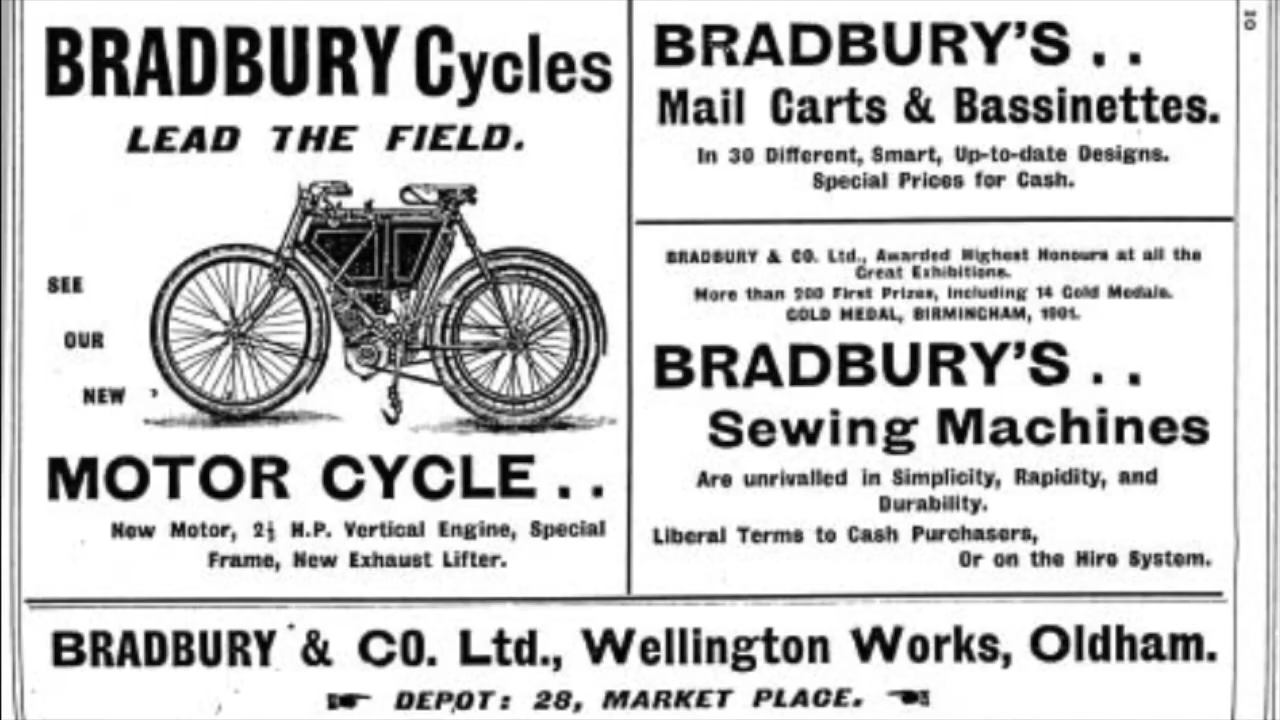 BRADBURY Cycles
LEAD THE FIELD.
SEE
OUR
NEW
MOTOR CYCLE . .
New Motor, 2½ H.P. Vertical Engine, Special
Frame, New Exhaust Lifter.
BRADBURY'S . .
Mail Carts & Bassinettes.
In 30 Different, Smart, Up-to-date Designs.
Special Prices for Cash.
BRADBURY & CO. Ltd., Awarded Highest Honours at all the
Great Exhibitions.
More than 200 First Prizes, including 14 Gold Medals.
GOLD MEDAL, BIRMINGHAM, 1901.
BRADBURY'S . .
Sewing Machines
Are unrivalled in Simplicity, Rapidity, and
Durability.
Liberal Terms to Cash Purchasers,
Or on the Hire System.
BRADBURY & CO. Ltd., Wellington Works, Oldham.
DEPOT: 28, MARKET PLACE.
10